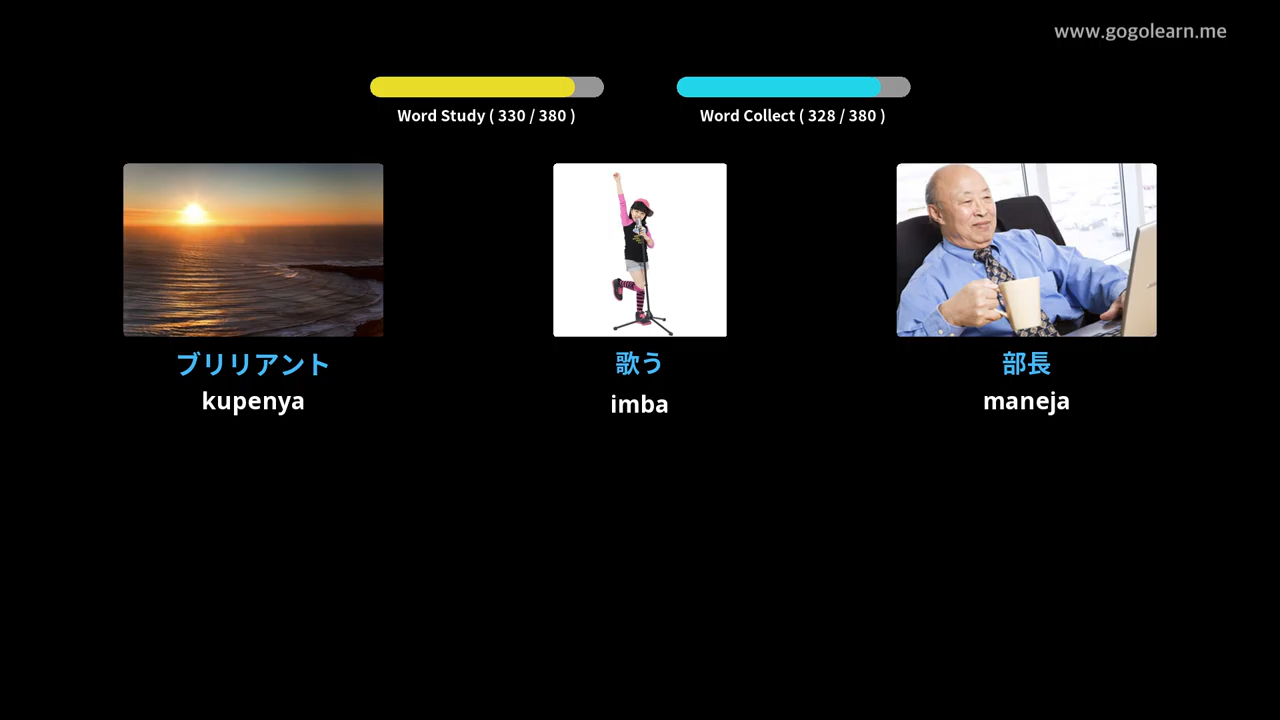 www.gogolearn.me
Word Study ( 330 / 380 )
Word Collect ( 328 / 380 )
ブリリアント
kupenya
歌う
imba
部長
maneja